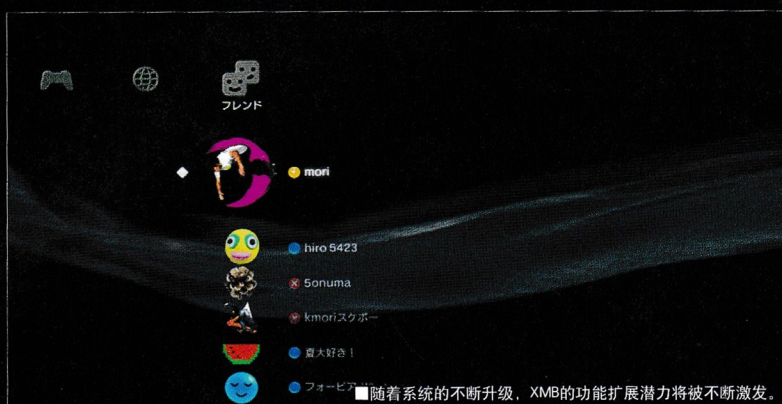 フレンド
mori
hiro 5423
5onuma
kmoriスケボー
夏大好き！
フォービア
■随着系统的不断升级，XMB的功能扩展潜力将被不断激发。